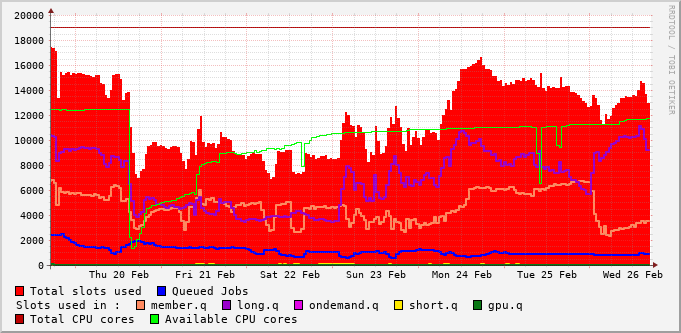 20000
18000
16000
14000
12000
10000
8000
6000
4000
2000
0
Thu 20 Feb Fri 21 Feb Sat 22 Feb Sun 23 Feb Mon 24 Feb Tue 25 Feb Wed 26 Feb
Total slots used Queued Jobs
Slots used in : member.q long.q ondemand.q short.q gpu.q
Total CPU cores Available CPU cores
RRDTOOL / TOBI OETIKER